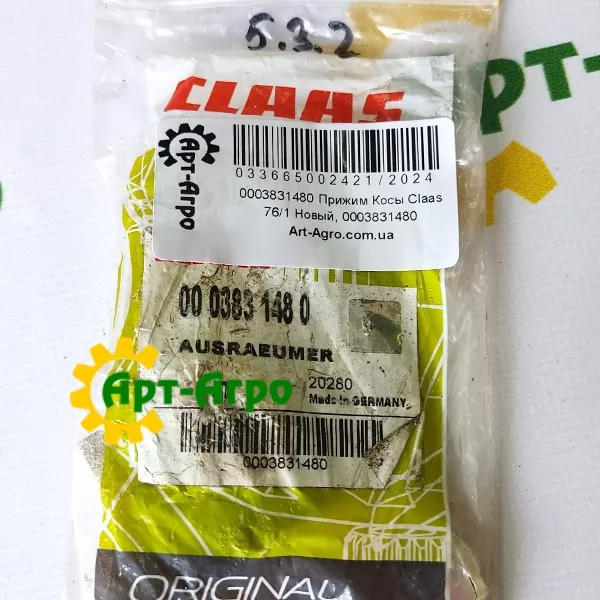 5.3.2
АРТ-
CLAAS
Арт-Агро
033665002421/2024
0003831480 Прижим Косы Claas
76/1 Новый, 0003831480
Art-Agro.com.ua
00 0383 148 0
AUSRAEUMER
20280
Made in GERMANY
Арт-Агро
0003831480
ORIGINAL